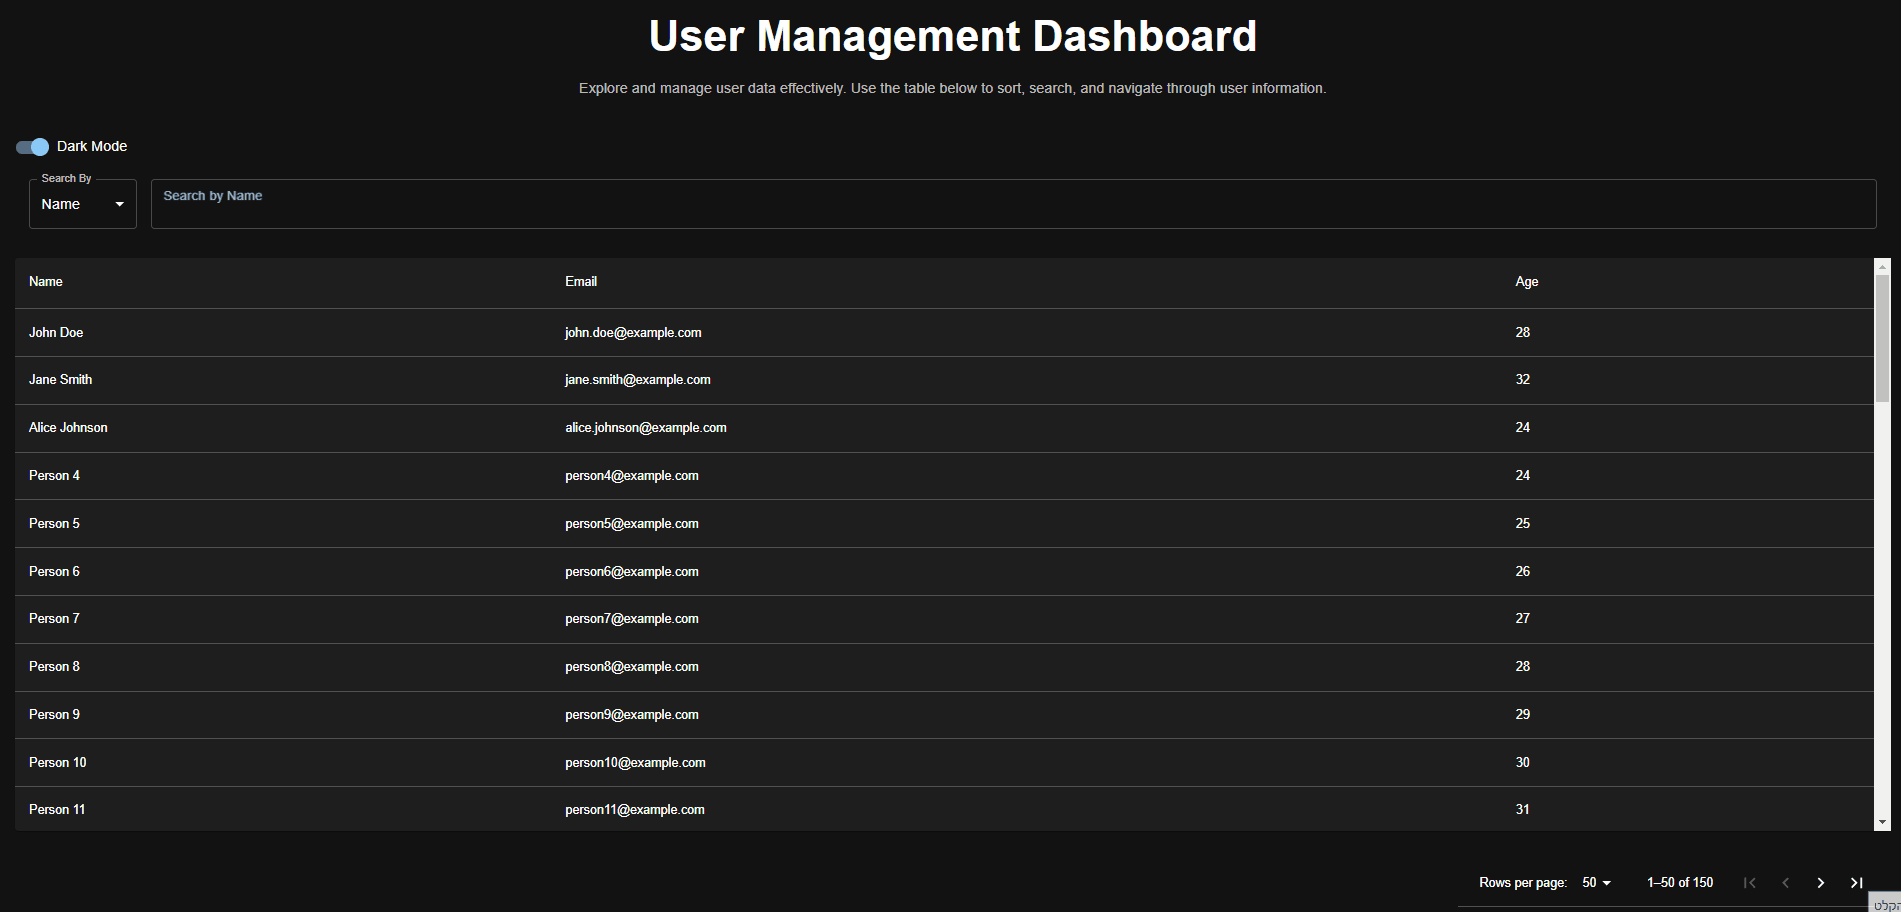 User Management Dashboard
Explore and manage user data effectively. Use the table below to sort, search, and navigate through user information.
Dark Mode
Search By
Name
Search by Name
Name Email Age
John Doe john.doe@example.com 28
Jane Smith jane.smith@example.com 32
Alice Johnson alice.johnson@example.com 24
Person 4 person4@example.com 24
Person 5 person5@example.com 25
Person 6 person6@example.com 26
Person 7 person7@example.com 27
Person 8 person8@example.com 28
Person 9 person9@example.com 29
Person 10 person10@example.com 30
Person 11 person11@example.com 31
Rows per page: 50 1–50 of 150